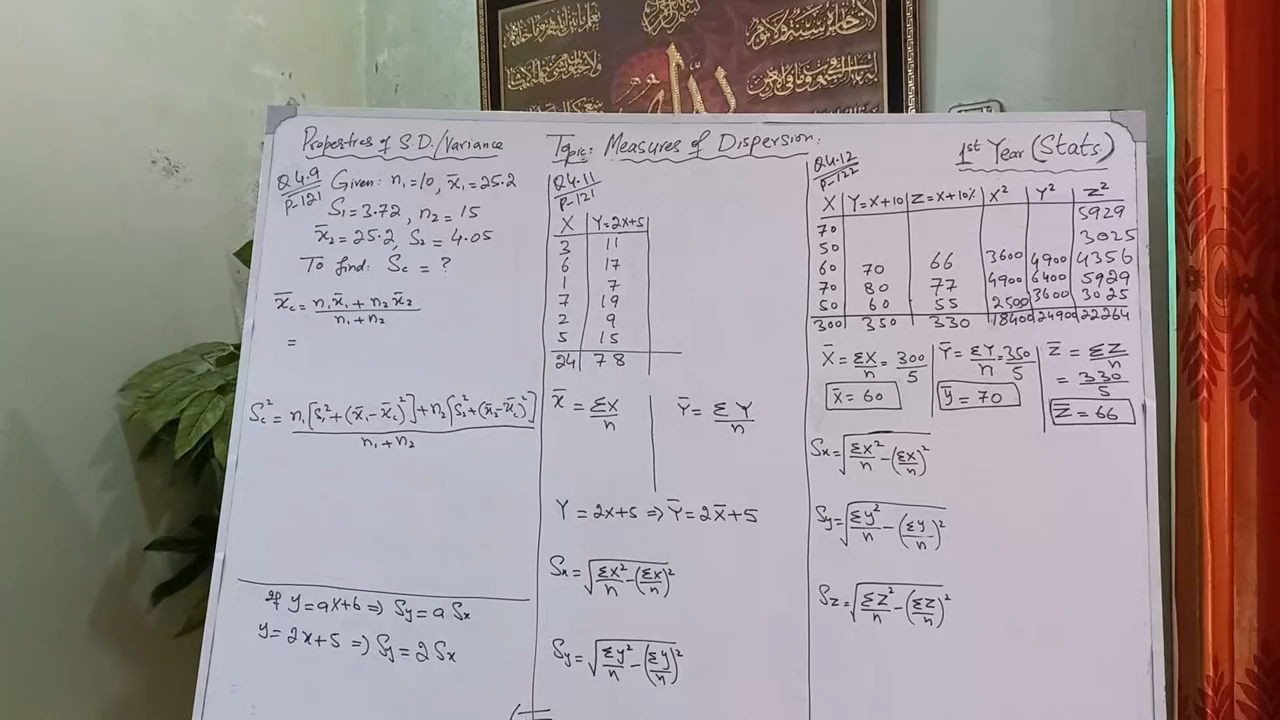 Properties of S.D./Variance
Topic: Measures of Dispersion.
1st Year (Stats)
Q4.9
P-121
Given: n₁=10, x̄₁=25.2
S₁=3.72, n₂=15
x̄₂=25.2, S₂=4.05
To find: Sc = ?
x̄c = (n₁x̄₁ + n₂x̄₂)/(n₁+n₂)
=
Sc² = (n₁[S₁²+(x̄₁-x̄c)²]+n₂[S₂²+(x̄₂-x̄c)²])/(n₁+n₂)
If y=ax+b ⇒ Sy=a Sx
y=2x+5 ⇒ Sy=2Sx
Q4.11
P-121
X Y=2x+5
3 11
6 17
1 7
7 19
2 9
5 15
24 78
x̄ = ΣX/n
Ȳ = ΣY/n
Y = 2x+5 ⇒ Ȳ=2x̄+5
Sx=√(Σx²/n-(Σx/n)²)
Sy=√(Σy²/n-(Σy/n)²)
Q4.12
P-122
X Y=X+10 Z=X+10% X² Y² Z²
70 5929
50 3025
60 70 66 3600 4900 4356
70 80 77 4900 6400 5929
50 60 55 2500 3600 3025
300 350 330 18400 24900 22264
X̄ = ΣX/n = 300/5
x̄=60
Ȳ=ΣY/n=350/5
ȳ=70
Z̄ = ΣZ/n
= 330/5
Z̄=66
Sx=√(Σx²/n-(Σx/n)²)
Sy=√(Σy²/n-(Σy/n)²)
Sz=√(Σz²/n-(Σz/n)²)